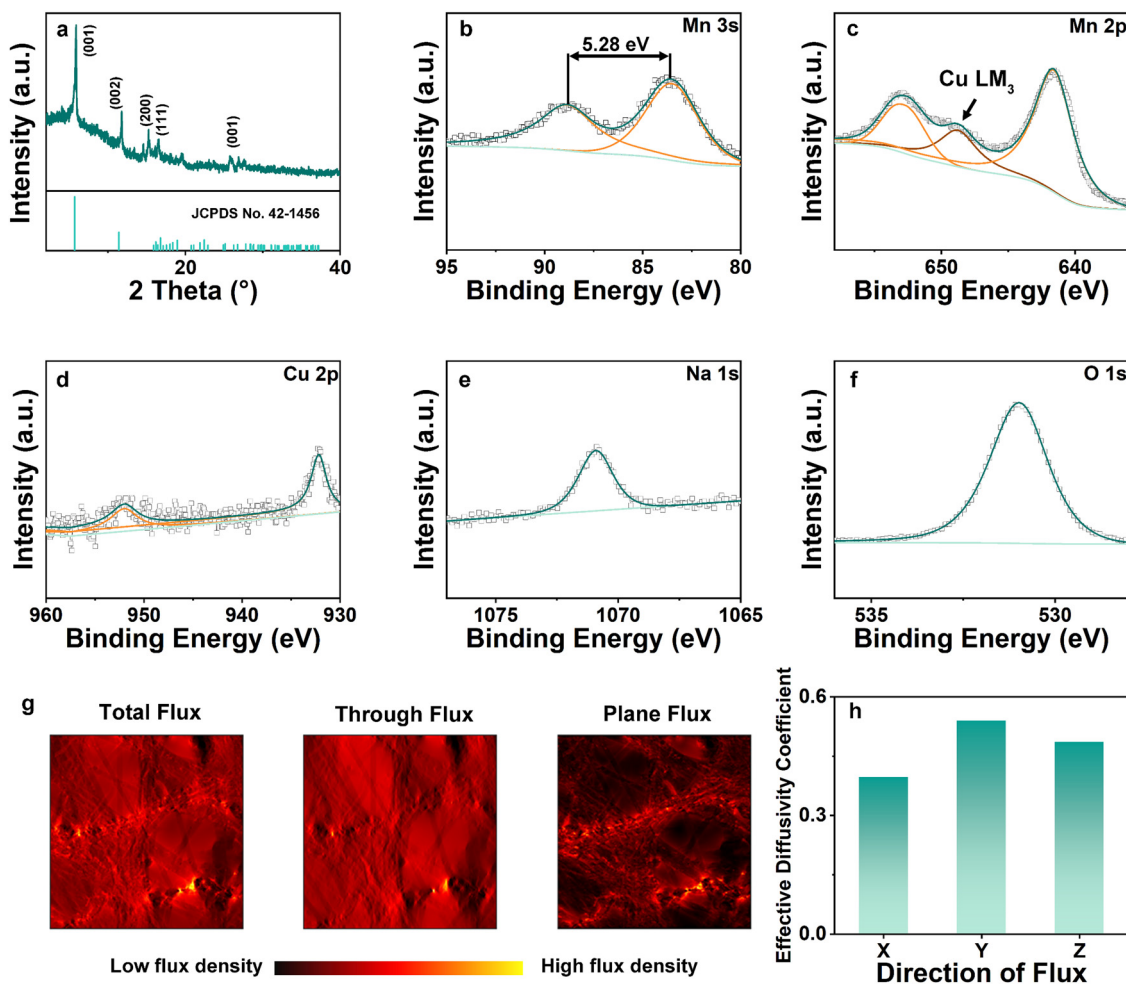 a
(001)
(002)
(200)
(111)
(001)
JCPDS No. 42-1456
Intensity (a.u.)
20
40
2 Theta (°)
b
Mn 3s
5.28 eV
Intensity (a.u.)
95
90
85
80
Binding Energy (eV)
c
Mn 2p
Cu LM₃
Intensity (a.u.)
650
640
630
Binding Energy (eV)
d
Cu 2p
Intensity (a.u.)
960
950
940
930
Binding Energy (eV)
e
Na 1s
Intensity (a.u.)
1075
1070
1065
Binding Energy (eV)
f
O 1s
Intensity (a.u.)
535
530
Binding Energy (eV)
g
Total Flux
Through Flux
Plane Flux
Low flux density
High flux density
h
Effective Diffusivity Coefficient
0.6
0.3
0.0
X
Y
Z
Direction of Flux